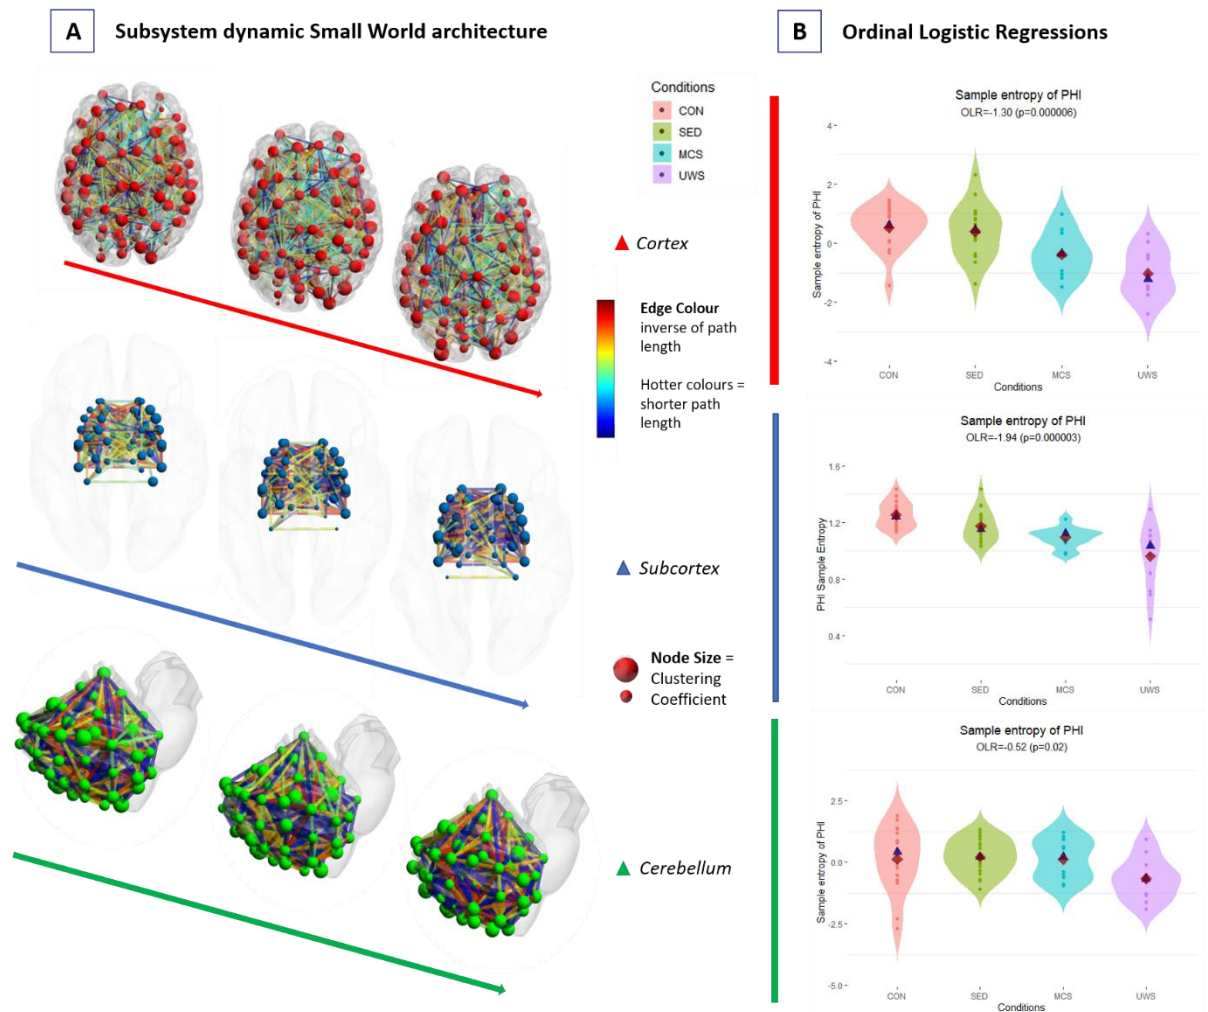 A Subsystem dynamic Small World architecture
Conditions
CON
SED
MCS
UWS
Cortex
Edge Colour
inverse of path
length
Hotter colours =
shorter path
length
Subcortex
Node Size =
Clustering
Coefficient
Cerebellum
B Ordinal Logistic Regressions
Sample entropy of PHI
OLR=-1.30 (p=0.000006)
Sample entropy of PHI
4
2
0
-2
-4
CON SED MCS UWS
Conditions
Sample entropy of PHI
OLR=-1.94 (p=0.000003)
PHI Sample Entropy
1.6
1.2
0.8
0.4
CON SED MCS UWS
Conditions
Sample entropy of PHI
OLR=-0.52 (p=0.02)
Sample entropy of PHI
2.5
0.0
-2.5
-5.0
CON SED MCS UWS
Conditions